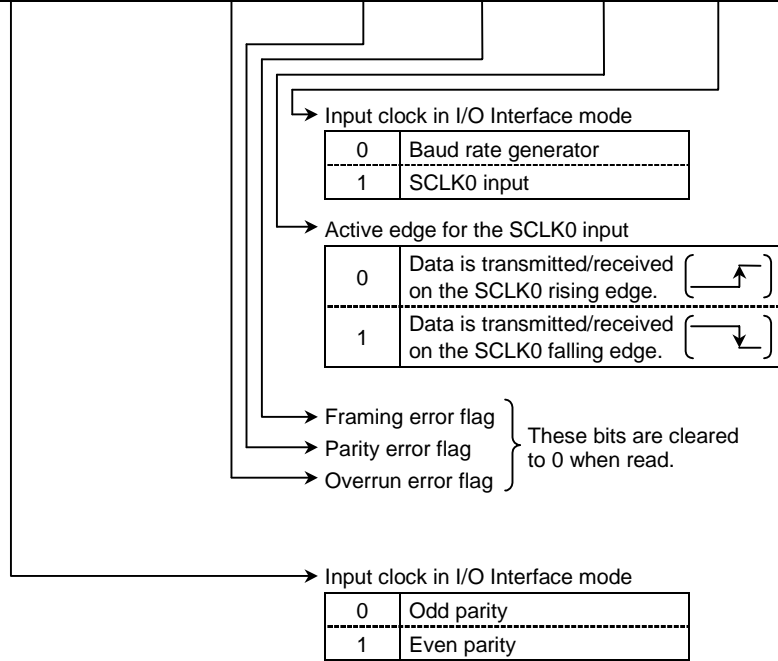 Input clock in I/O Interface mode
0 Baud rate generator
1 SCLK0 input
Active edge for the SCLK0 input
0 Data is transmitted/received
on the SCLK0 rising edge.
1 Data is transmitted/received
on the SCLK0 falling edge.
Framing error flag
Parity error flag
Overrun error flag
These bits are cleared
to 0 when read.
Input clock in I/O Interface mode
0 Odd parity
1 Even parity